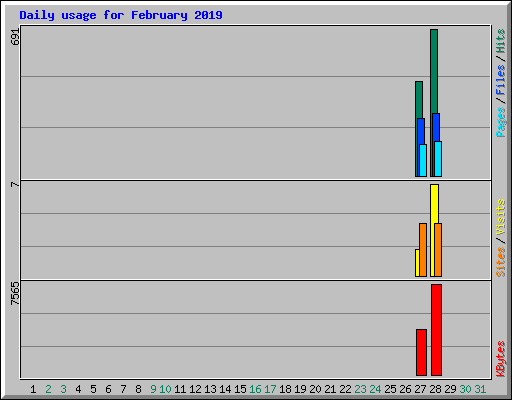 Daily usage for February 2019
691
Pages / Files / Hits
7
Sites / Visits
7565
KBytes
1 2 3 4 5 6 7 8 9 10 11 12 13 14 15 16 17 18 19 20 21 22 23 24 25 26 27 28 29 30 31